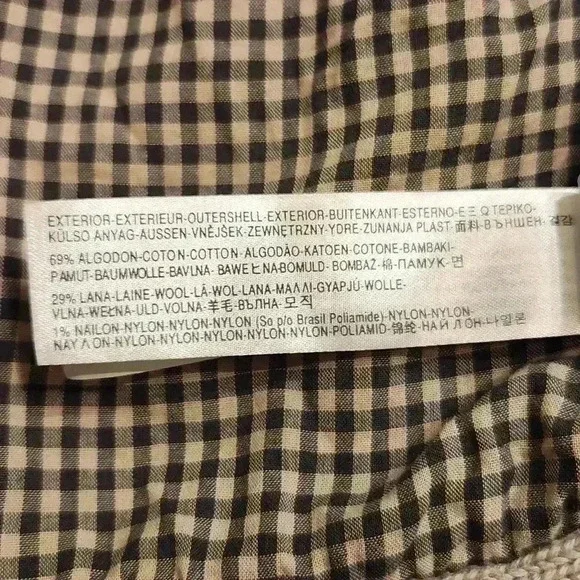 EXTERIOR-EXTERIEUR-OUTERSHELL-EXTERIOR-BUITENKANT-ESTERNO-ΕΞΩΤΕΡΙΚΟ-
KÜLSO ANYAG-AUSSEN-VNĚJŠEK-ZEWNĘTRZNY-YDRE-ZUNANJA PLAST-面料-ВЪНШЕН-겉감
69% ALGODON-COTON-COTTON-ALGODÃO-KATOEN-COTONE-ΒΑΜΒΑΚΙ-
PAMUT-BAUMWOLLE-BAVLNA- BAWEŁNA-BOMULD- BOMBAŽ-棉-ПАМУК-면
29% LANA-LAINE-WOOL-LÃ-WOL-LANA-ΜΑΛΛΙ-GYAPJÚ-WOLLE-
VLNA-WEŁNA-ULD-VOLNA-羊毛-ВЪЛНА-모직
1% NAILON-NYLON-NYLON-NYLON (So p/o Brasil Poliamide)-NYLON-NYLON-
ΝΑΥΛΟΝ-NYLON-NYLON-NYLON-NYLON-NYLON-POLIAMID-锦纶-НАЙЛОН-나일론